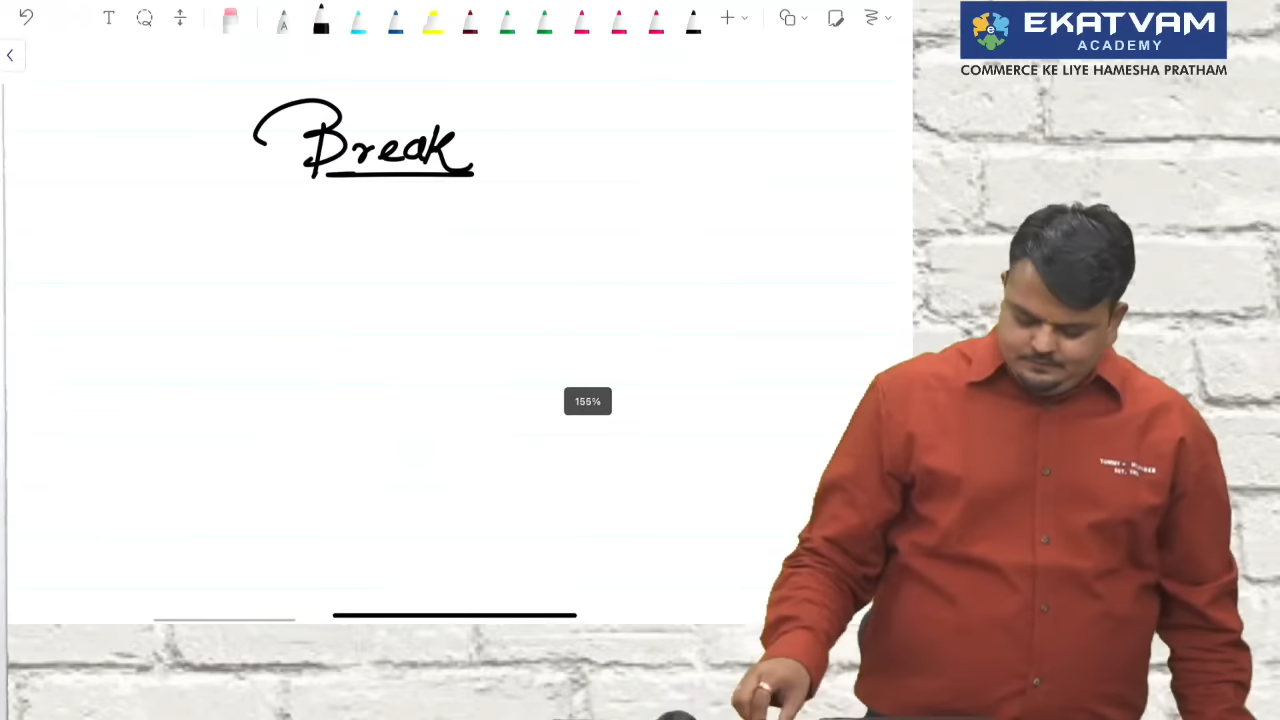 EKATVAM
ACADEMY
COMMERCE KE LIYE HAMESHA PRATHAM
T
A
Break
155%